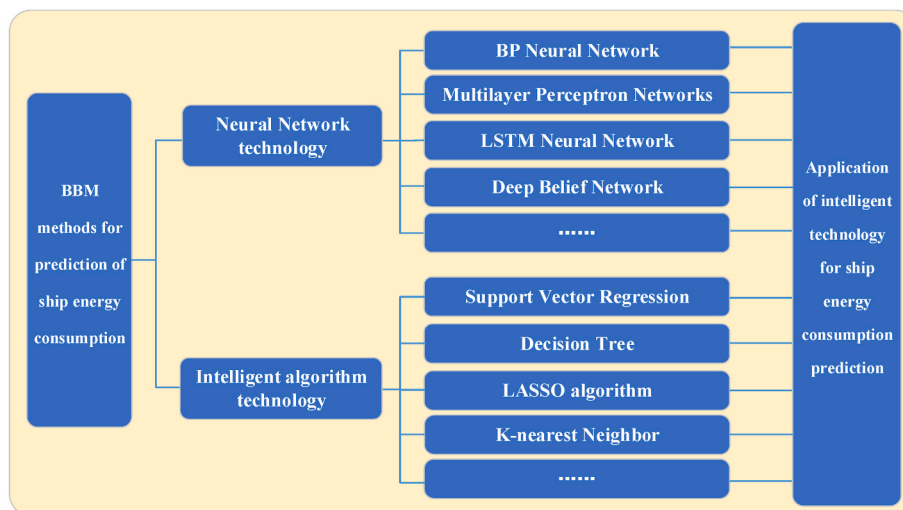 BBM
methods for
prediction of
ship energy
consumption
Neural Network
technology
Intelligent algorithm
technology
BP Neural Network
Multilayer Perceptron Networks
LSTM Neural Network
Deep Belief Network
......
Support Vector Regression
Decision Tree
LASSO algorithm
K-nearest Neighbor
......
Application
of intelligent
technology
for ship
energy
consumption
prediction